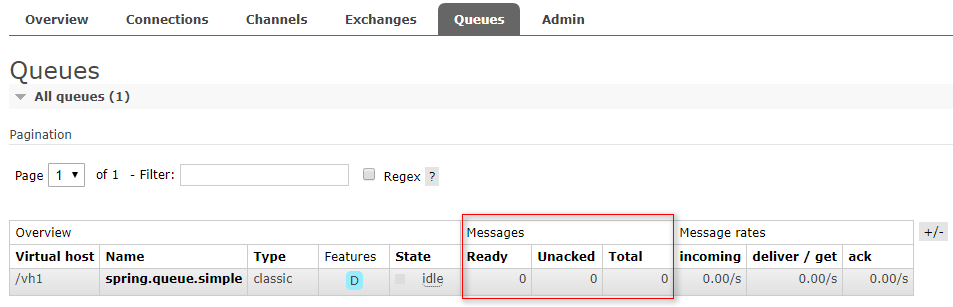 Overview Connections Channels Exchanges Queues Admin
Queues
▼ All queues (1)
Pagination
Page 1 ▼ of 1 - Filter: Regex ?
Overview Messages Message rates +/-
Virtual host Name Type Features State Ready Unacked Total incoming deliver / get ack
/vh1 spring.queue.simple classic D idle 0 0 0 0.00/s 0.00/s 0.00/s